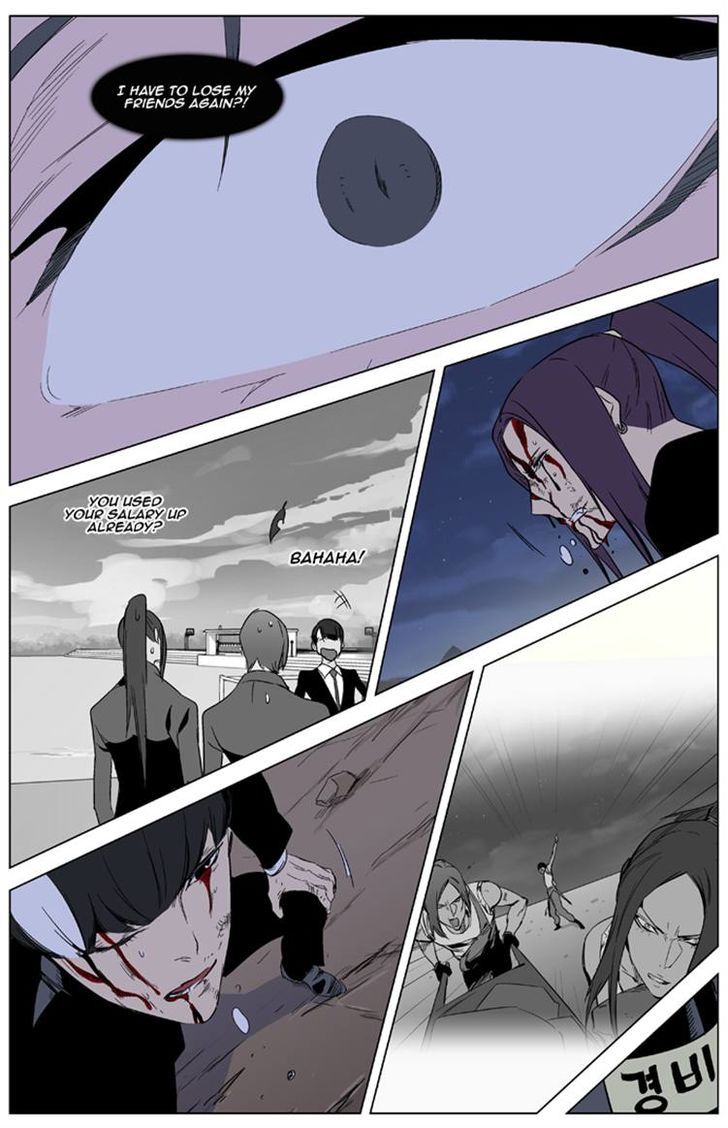 I HAVE TO LOSE MY
FRIENDS AGAIN?!
YOU USED
YOUR SALARY UP
ALREADY?
BAHAHA!
경비